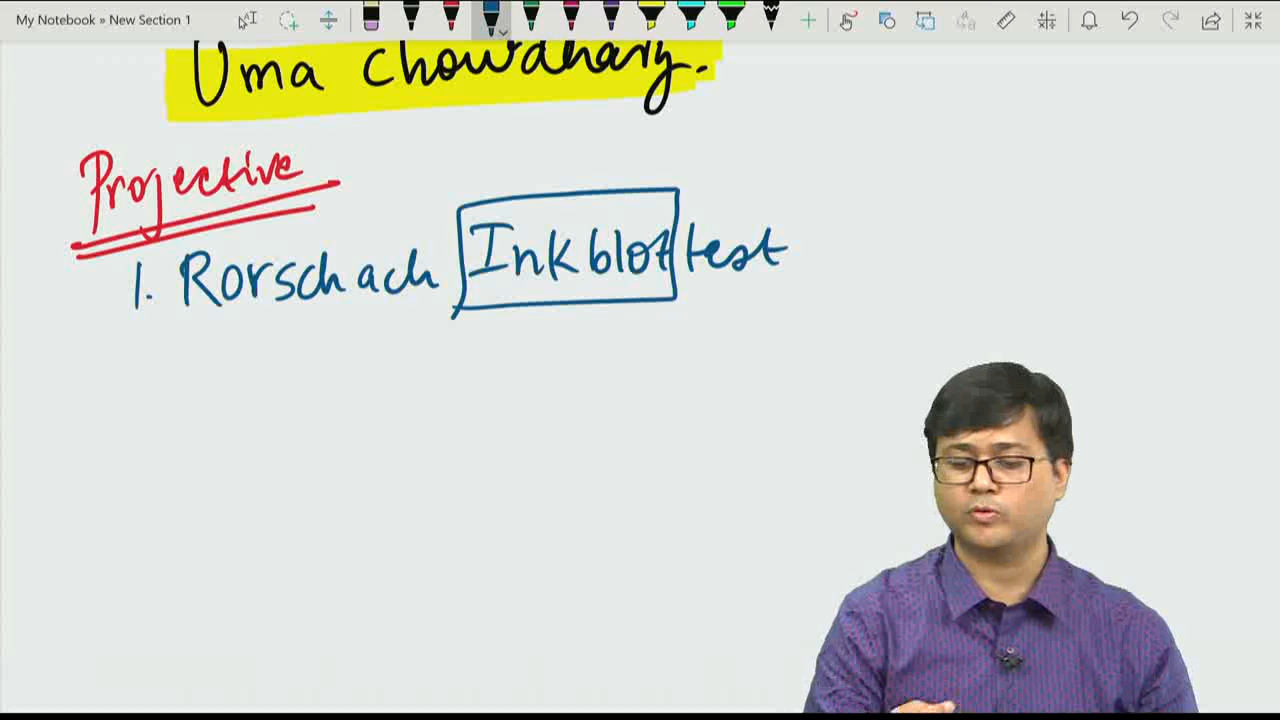 My Notebook » New Section 1
Uma Chowdhary.
Projective
1. Rorschach Inkblot test